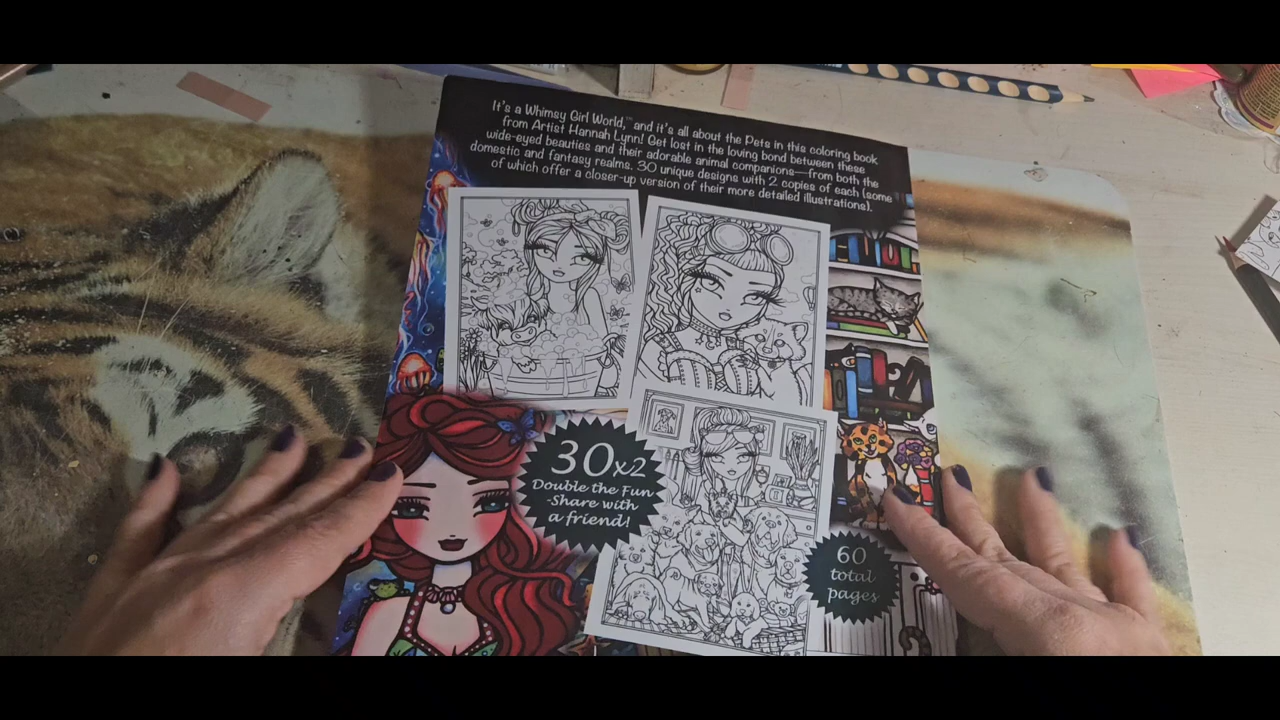 It's a Whimsy Girl World,™ and it's all about the Pets in this coloring book
from Artist Hannah Lynn! Get lost in the loving bond between these
wide-eyed beauties and their adorable animal companions—from both the
domestic and fantasy realms. 30 unique designs with 2 copies of each (some
of which offer a closer-up version of their more detailed illustrations).
30x2
Double the Fun
-Share with
a friend!
60
total
pages